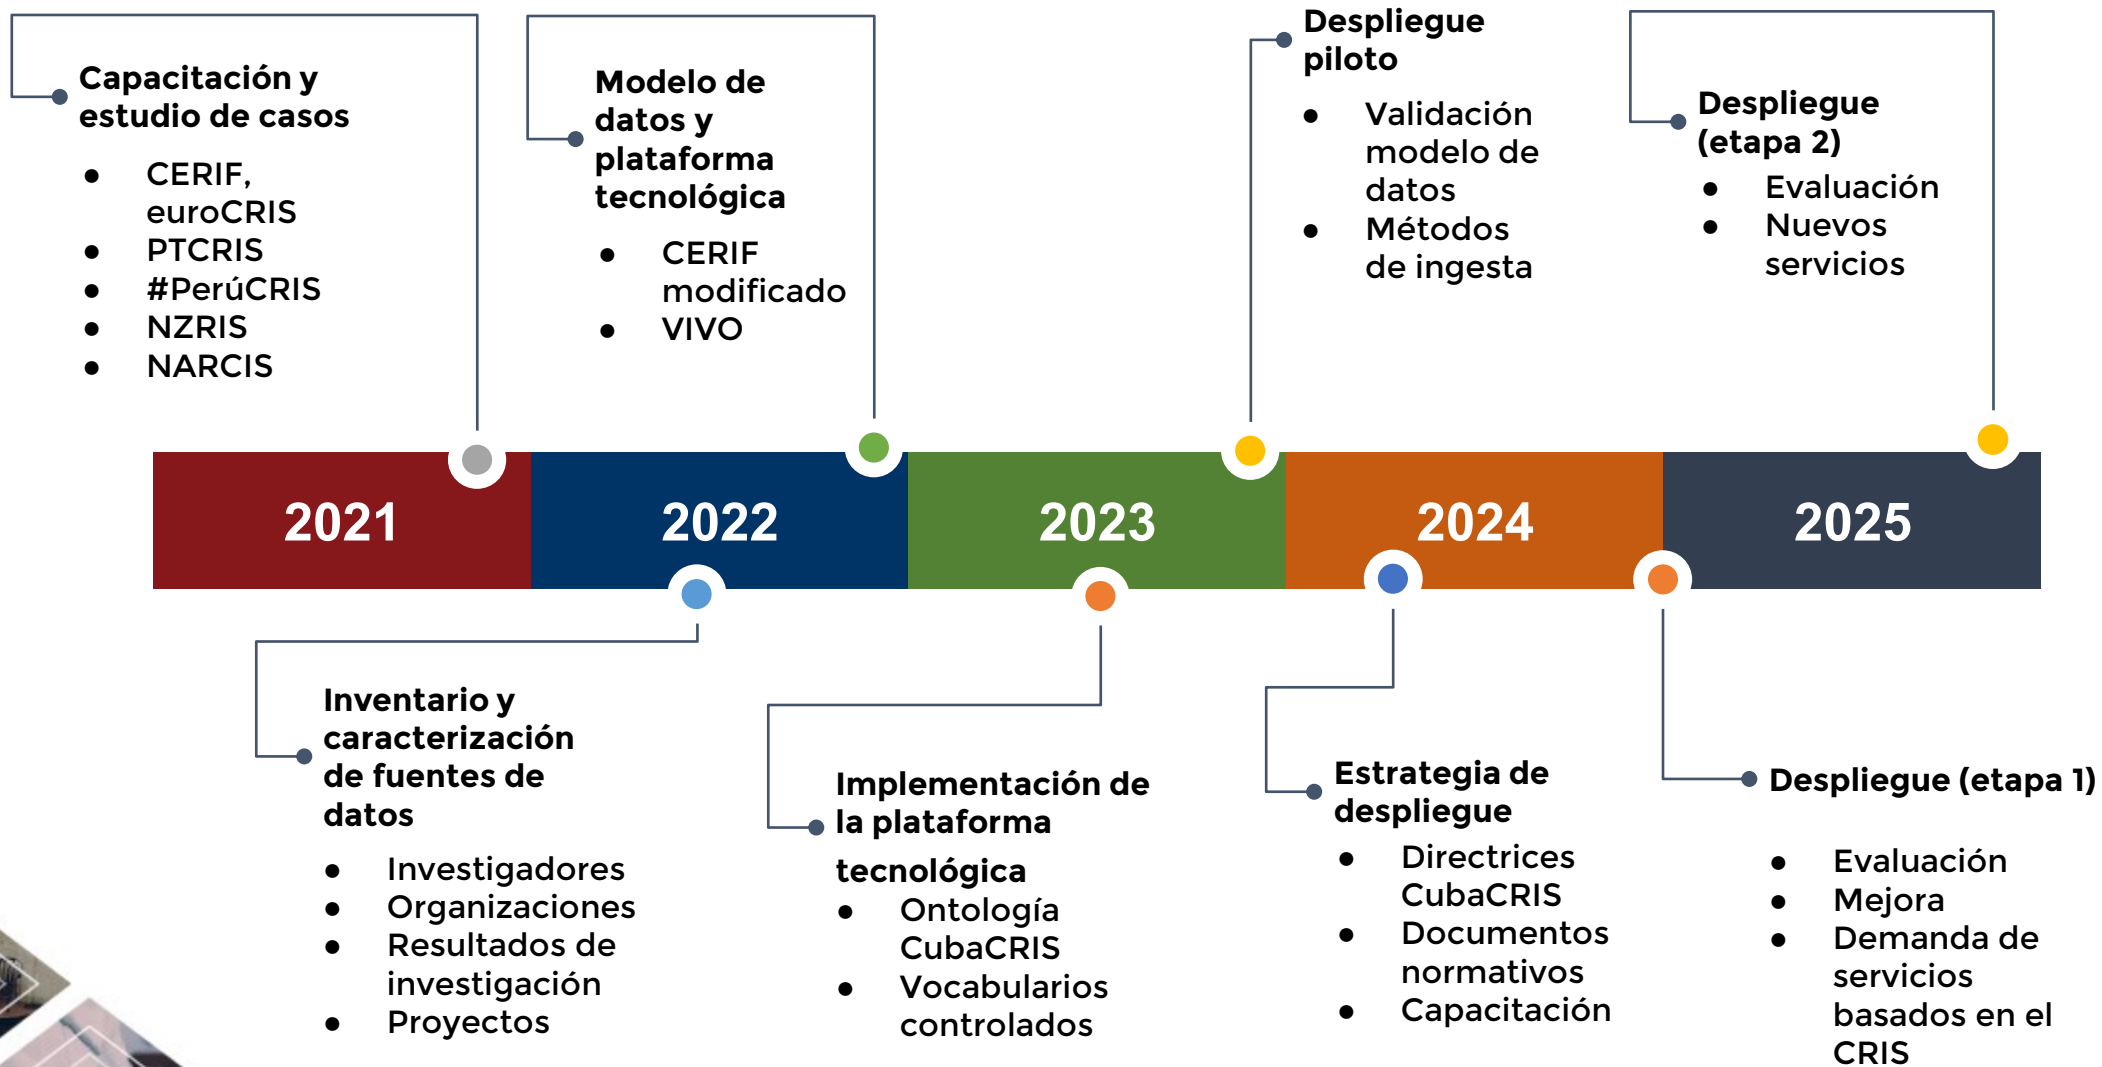 Capacitación y
estudio de casos
● CERIF,
euroCRIS
● PTCRIS
● #PerúCRIS
● NZRIS
● NARCIS
Modelo de
datos y
plataforma
tecnológica
● CERIF
modificado
● VIVO
Despliegue
piloto
● Validación
modelo de
datos
● Métodos
de ingesta
Despliegue
(etapa 2)
● Evaluación
● Nuevos
servicios
2021
2022
2023
2024
2025
Inventario y
caracterización
de fuentes de
datos
● Investigadores
● Organizaciones
● Resultados de
investigación
● Proyectos
Implementación de
la plataforma
tecnológica
● Ontología
CubaCRIS
● Vocabularios
controlados
Estrategia de
despliegue
● Directrices
CubaCRIS
● Documentos
normativos
● Capacitación
Despliegue (etapa 1)
● Evaluación
● Mejora
● Demanda de
servicios
basados en el
CRIS